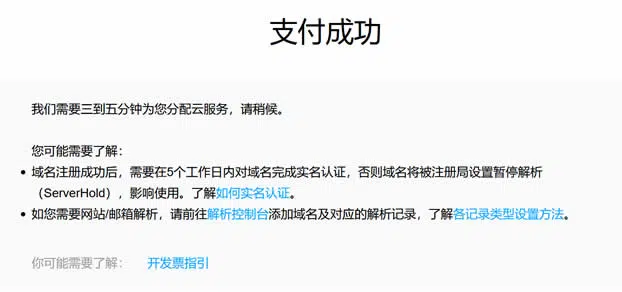 支付成功
我们需要三到五分钟为您分配云服务，请稍候。
您可能需要了解：
域名注册成功后，需要在5个工作日内对域名完成实名认证，否则域名将被注册局设置暂停解析
（ServerHold），影响使用。了解如何实名认证。
如您需要网站/邮箱解析，请前往解析控制台添加域名及对应的解析记录，了解各记录类型设置方法。
你可能需要了解： 开发票指引